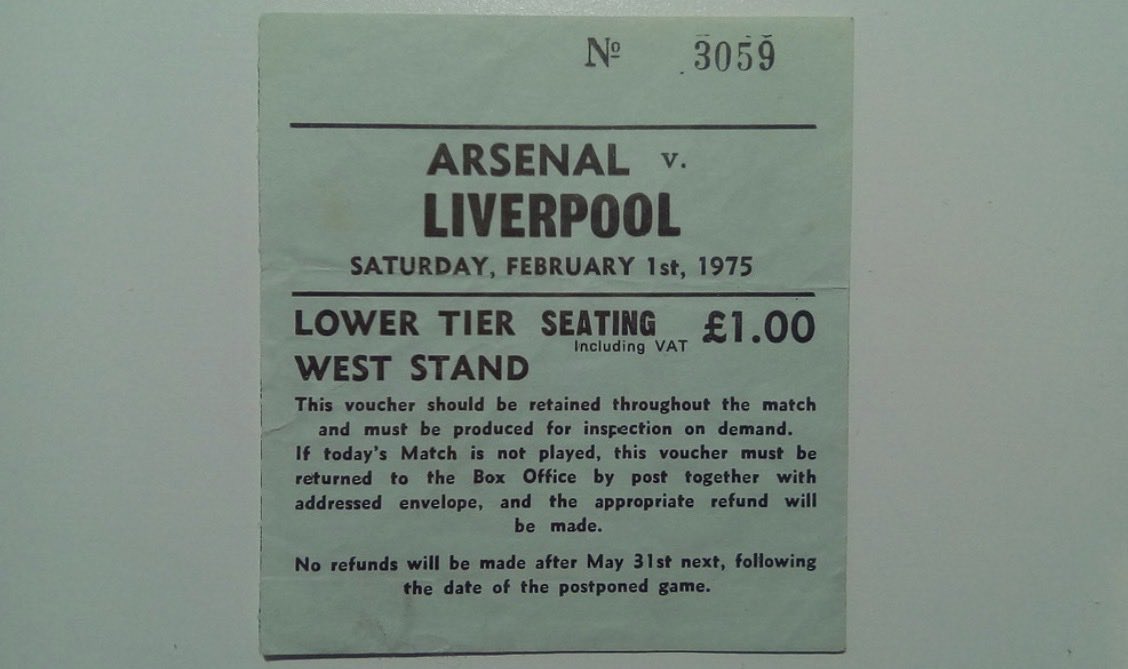 Nº 3059
ARSENAL v.
LIVERPOOL
SATURDAY, FEBRUARY 1st, 1975
LOWER TIER SEATING £1.00
Including VAT
WEST STAND
This voucher should be retained throughout the match
and must be produced for inspection on demand.
If today's Match is not played, this voucher must be
returned to the Box Office by post together with
addressed envelope, and the appropriate refund will
be made.
No refunds will be made after May 31st next, following
the date of the postponed game.